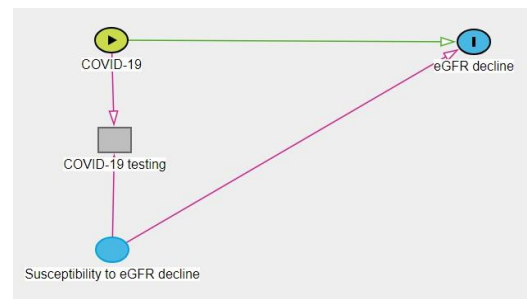 COVID-19
eGFR decline
COVID-19 testing
Susceptibility to eGFR decline